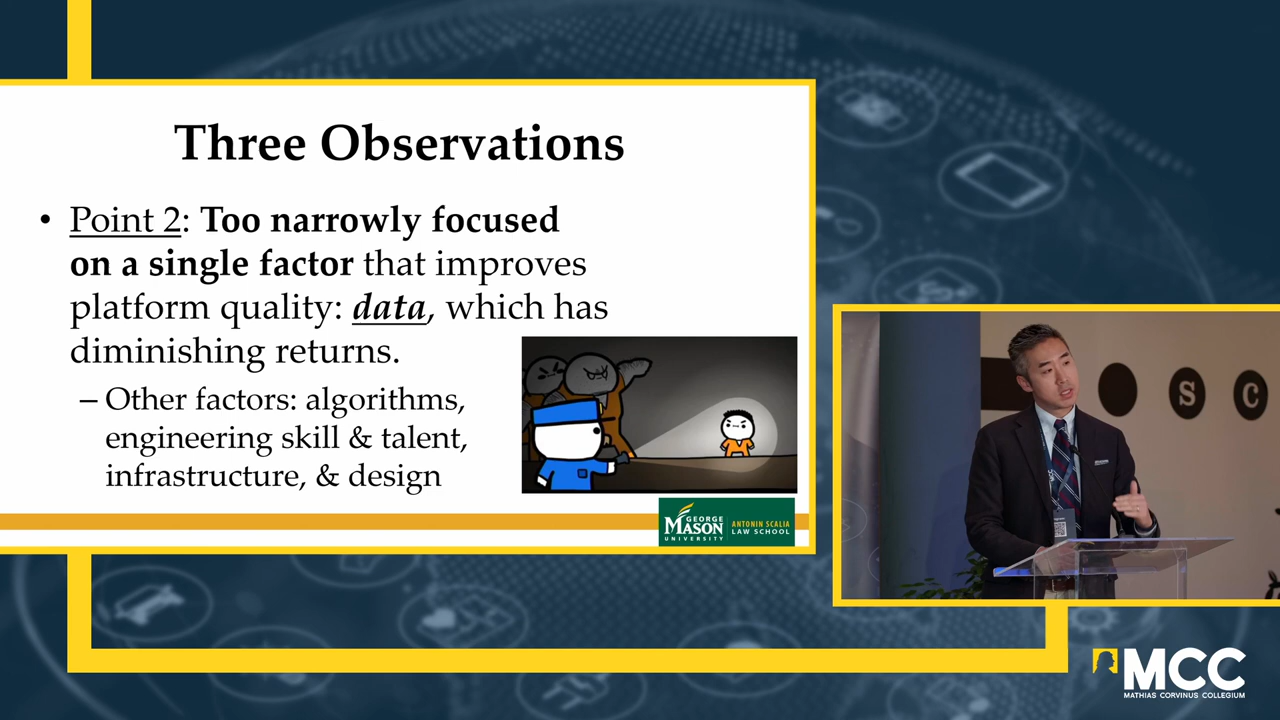 Three Observations
• Point 2: Too narrowly focused
on a single factor that improves
platform quality: data, which has
diminishing returns.
– Other factors: algorithms,
engineering skill & talent,
infrastructure, & design
GEORGE
MASON
UNIVERSITY
ANTONIN SCALIA
LAW SCHOOL
S C
MCC
MATHIAS CORVINUS COLLEGIUM